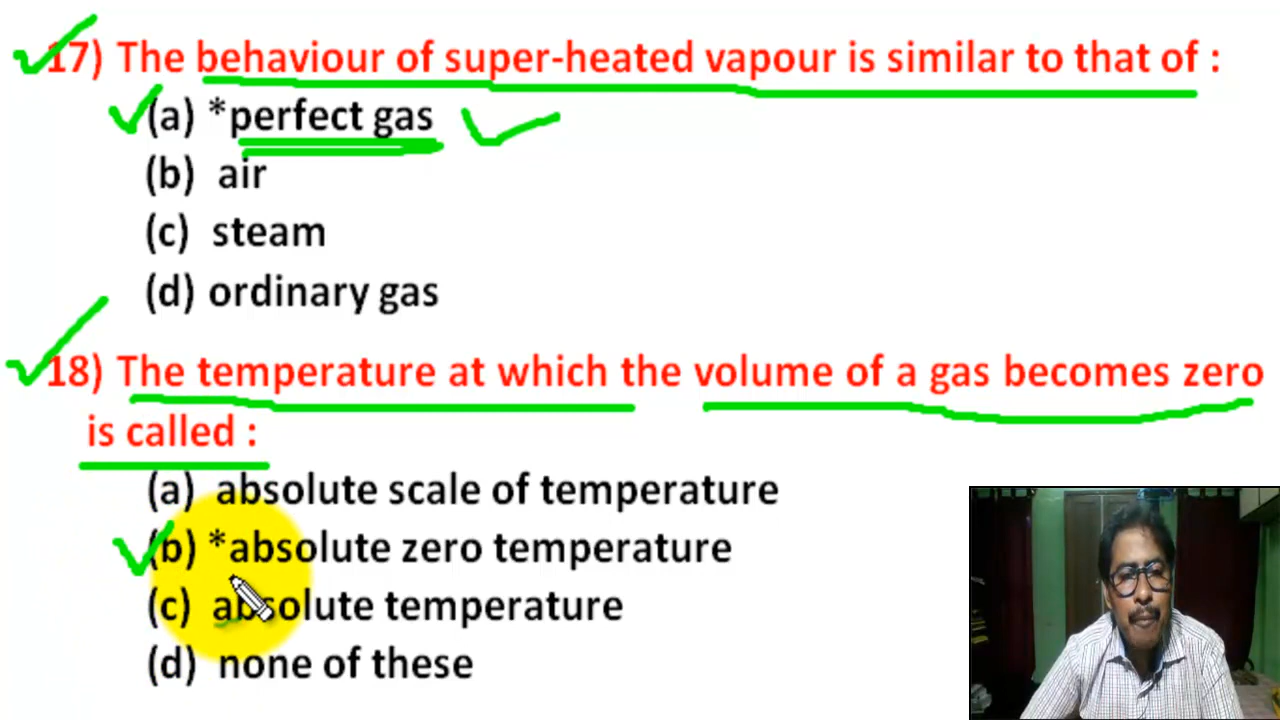 17) The behaviour of super-heated vapour is similar to that of :
(a) *perfect gas
(b) air
(c) steam
(d) ordinary gas
18) The temperature at which the volume of a gas becomes zero
is called :
(a) absolute scale of temperature
(b) *absolute zero temperature
(c) absolute temperature
(d) none of these